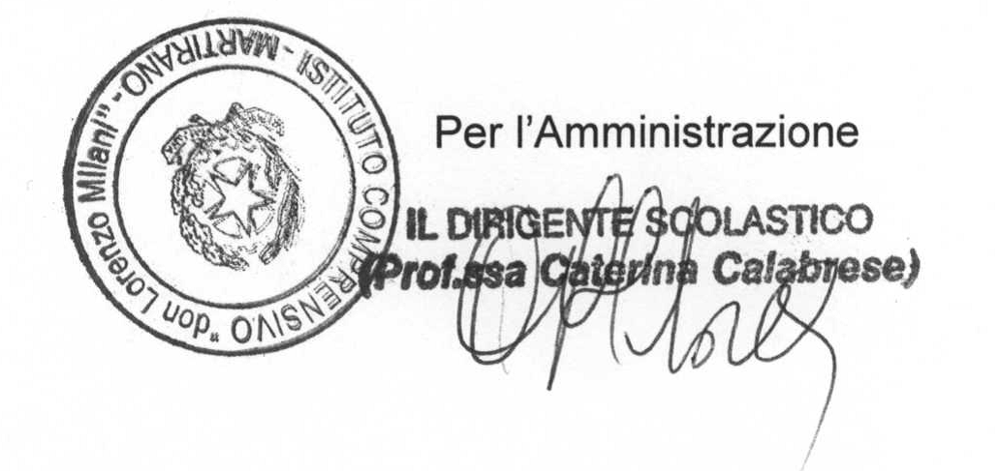 ISTITUTO COMPRENSIVO "don Lorenzo Milani" - MARTIRANO -
Per l'Amministrazione
IL DIRIGENTE SCOLASTICO
(Prof.ssa Caterina Calabrese)